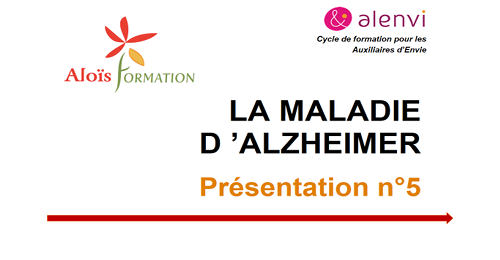 & alenvi
Cycle de formation pour les
Auxiliaires d'Envie
Aloïs FORMATION
LA MALADIE
D 'ALZHEIMER
Présentation n°5